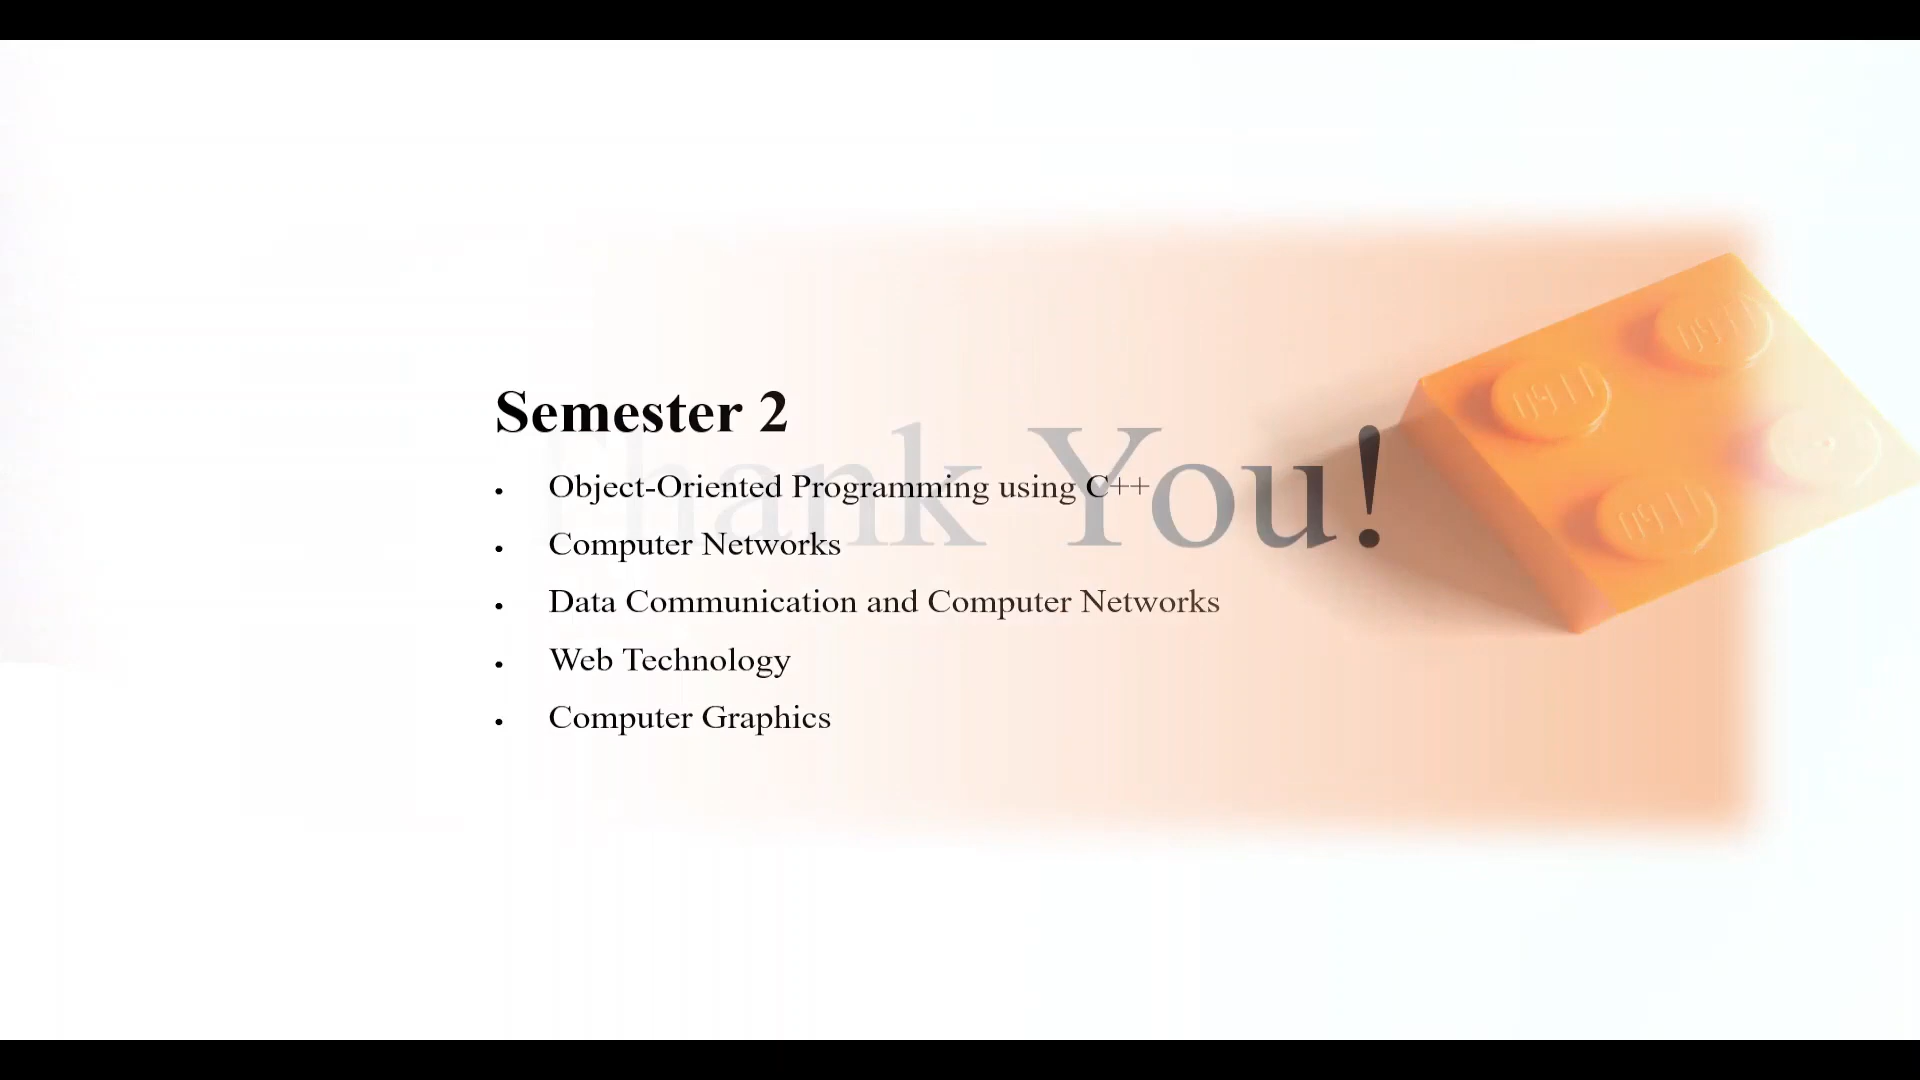 Semester 2
Thank You!
• Object-Oriented Programming using C++
• Computer Networks
• Data Communication and Computer Networks
• Web Technology
• Computer Graphics